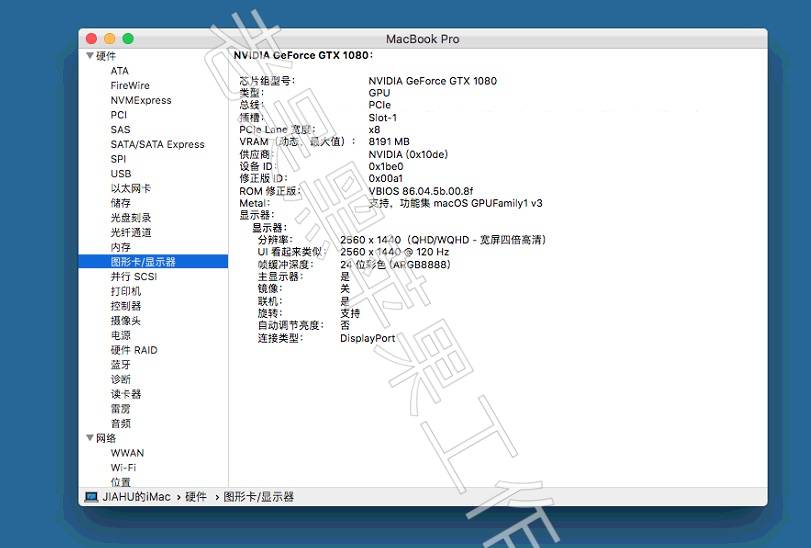 MacBook Pro
硬件
ATA
FireWire
NVMExpress
PCI
SAS
SATA/SATA Express
SPI
USB
以太网卡
储存
光盘刻录
光纤通道
内存
图形卡/显示器
并行 SCSI
打印机
控制器
摄像头
电源
硬件 RAID
蓝牙
诊断
读卡器
雷雳
音频
网络
WWAN
Wi-Fi
位置
NVIDIA GeForce GTX 1080：
芯片组型号： NVIDIA GeForce GTX 1080
类型： GPU
总线： PCIe
插槽： Slot-1
PCIe Lane 宽度： x8
VRAM（动态、最大值）： 8191 MB
供应商： NVIDIA (0x10de)
设备 ID： 0x1be0
修正版 ID： 0x00a1
ROM 修正版： VBIOS 86.04.5b.00.8f
Metal： 支持，功能集 macOS GPUFamily1 v3
显示器：
显示器：
分辨率： 2560 x 1440（QHD/WQHD - 宽屏四倍高清）
UI 看起来类似： 2560 x 1440 @ 120 Hz
帧缓冲深度： 24 位彩色 (ARGB8888)
主显示器： 是
镜像： 关
联机： 是
旋转： 支持
自动调节亮度： 否
连接类型： DisplayPort
JIAHU的iMac › 硬件 › 图形卡/显示器
黑苹果工作